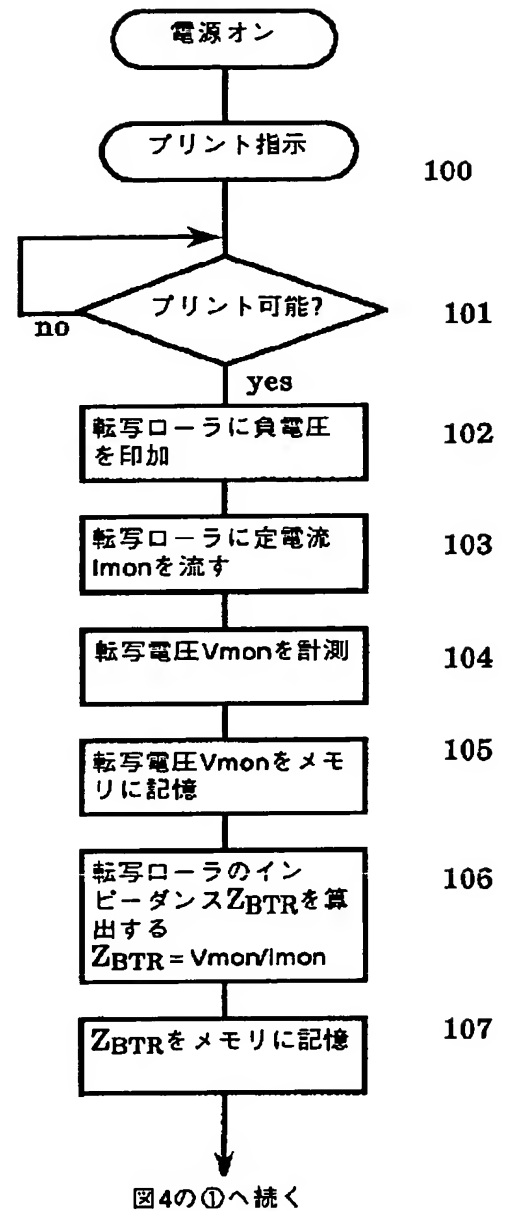 電源オン
プリント指示
100
プリント可能?
101
no
yes
転写ローラに負電圧
を印加
102
転写ローラに定電流
Imonを流す
103
転写電圧Vmonを計測
104
転写電圧Vmonをメモ
リに記憶
105
転写ローラのイン
ピーダンスZBTRを算
出する
ZBTR = Vmon/Imon
106
ZBTRをメモリに記憶
107
図4の①へ続く